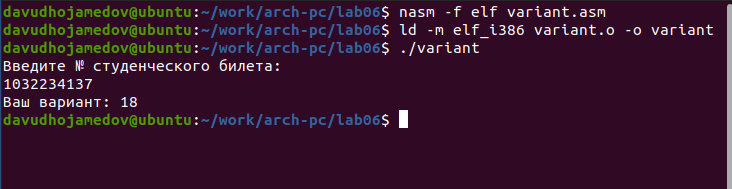 davudhojamedov@ubuntu:~/work/arch-pc/lab06$ nasm -f elf variant.asm
davudhojamedov@ubuntu:~/work/arch-pc/lab06$ ld -m elf_i386 variant.o -o variant
davudhojamedov@ubuntu:~/work/arch-pc/lab06$ ./variant
Введите № студенческого билета:
1032234137
Ваш вариант: 18
davudhojamedov@ubuntu:~/work/arch-pc/lab06$